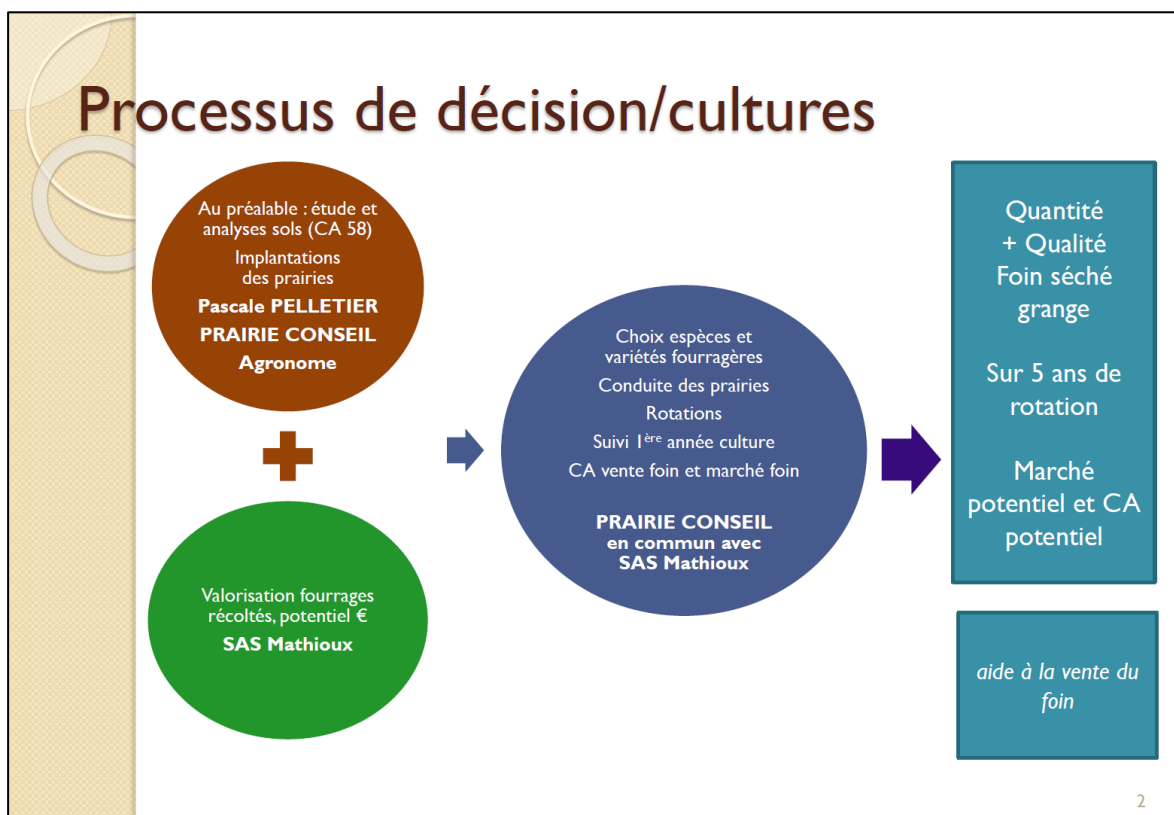 Processus de décision/cultures
Au préalable : étude et
analyses sols (CA 58)
Implantations
des prairies
Pascale PELLETIER
PRAIRIE CONSEIL
Agronome
Valorisation fourrages
récoltés, potentiel €
SAS Mathioux
Choix espèces et
variétés fourragères
Conduite des prairies
Rotations
Suivi 1ère année culture
CA vente foin et marché foin
PRAIRIE CONSEIL
en commun avec
SAS Mathioux
Quantité
+ Qualité
Foin séché
grange
Sur 5 ans de
rotation
Marché
potentiel et CA
potentiel
aide à la vente du
foin
2